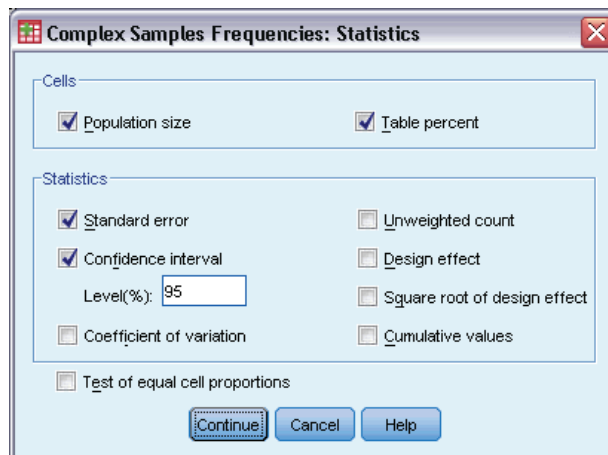 Complex Samples Frequencies: Statistics
Cells
Population size
Table percent
Statistics
Standard error
Unweighted count
Confidence interval
Design effect
Level(%): 95
Square root of design effect
Coefficient of variation
Cumulative values
Test of equal cell proportions
Continue
Cancel
Help